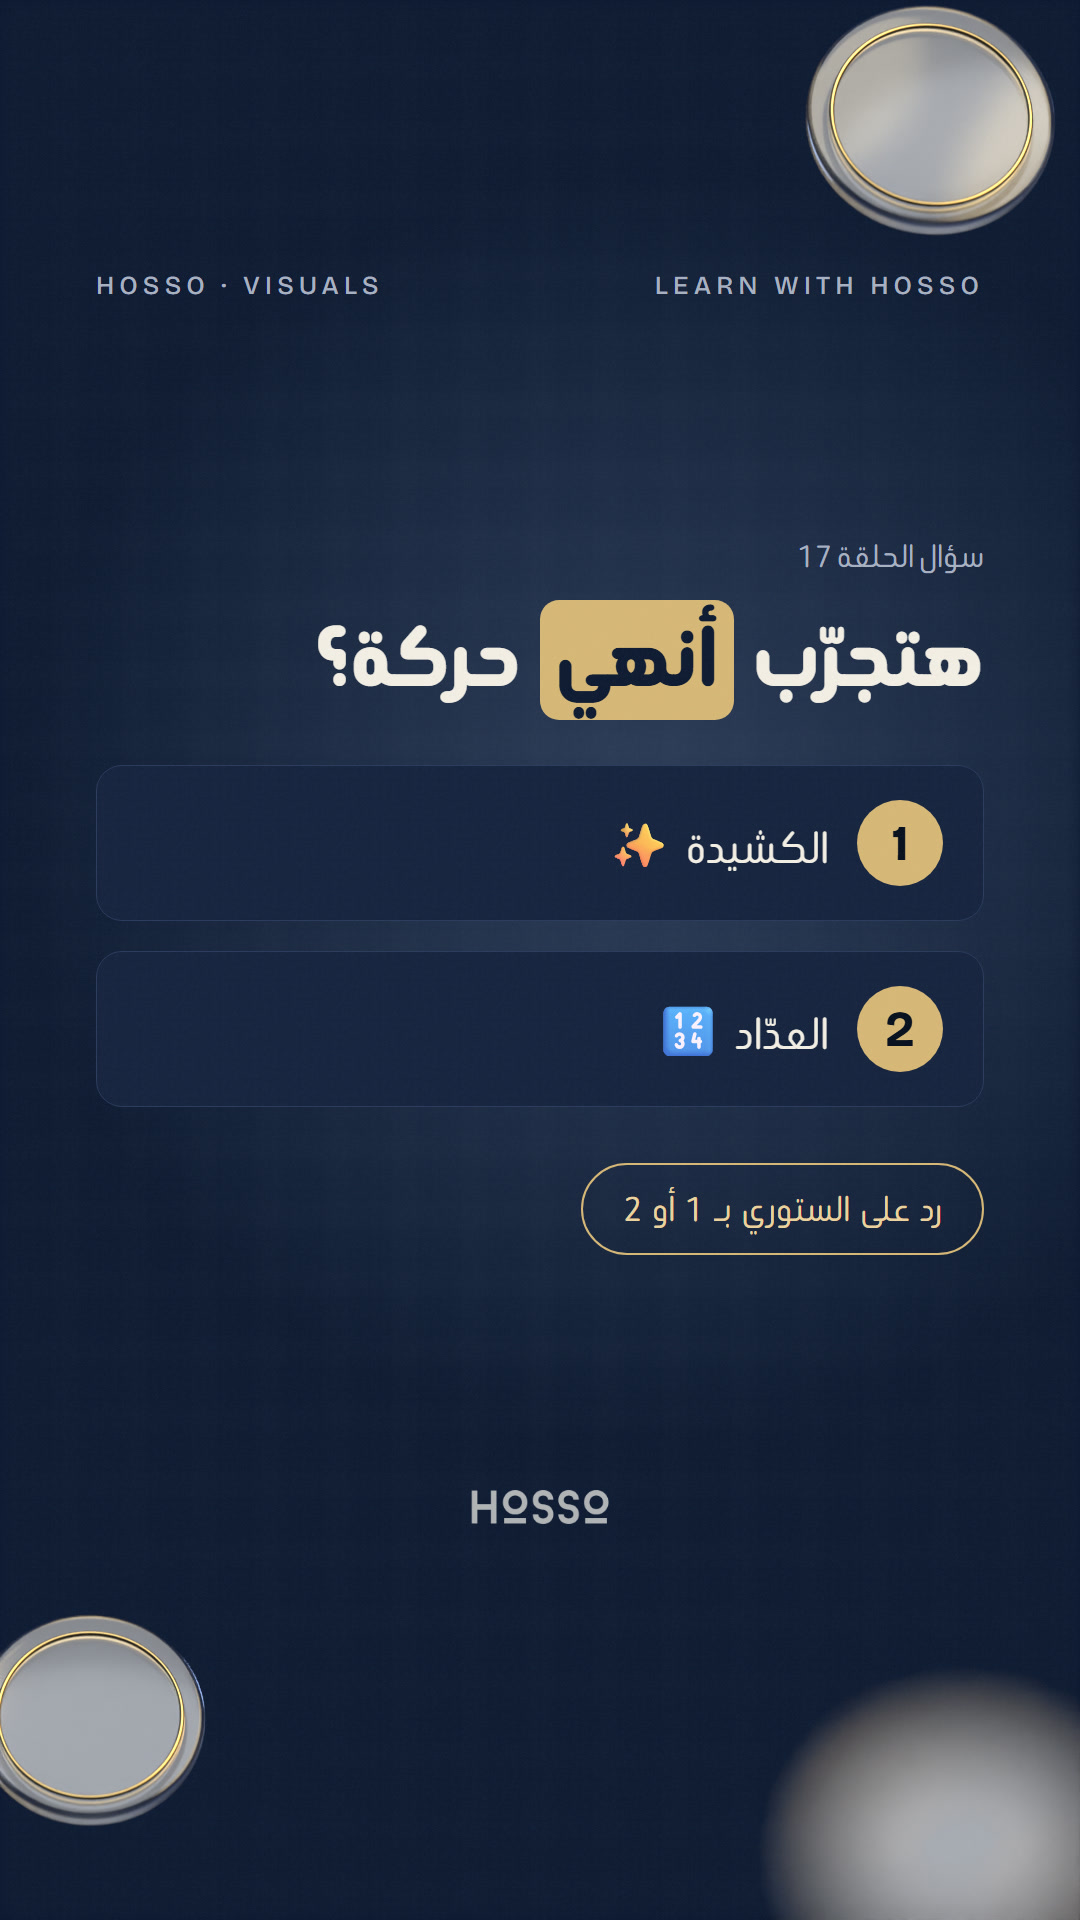 HOSSO · VISUALS
LEARN WITH HOSSO
سؤال الحلقة 17
هتجرّب أنهي حركة؟
1 الكشيدة ✨
2 العدّاد 🔢
رد على الستوري بـ 1 أو 2
HOSSO